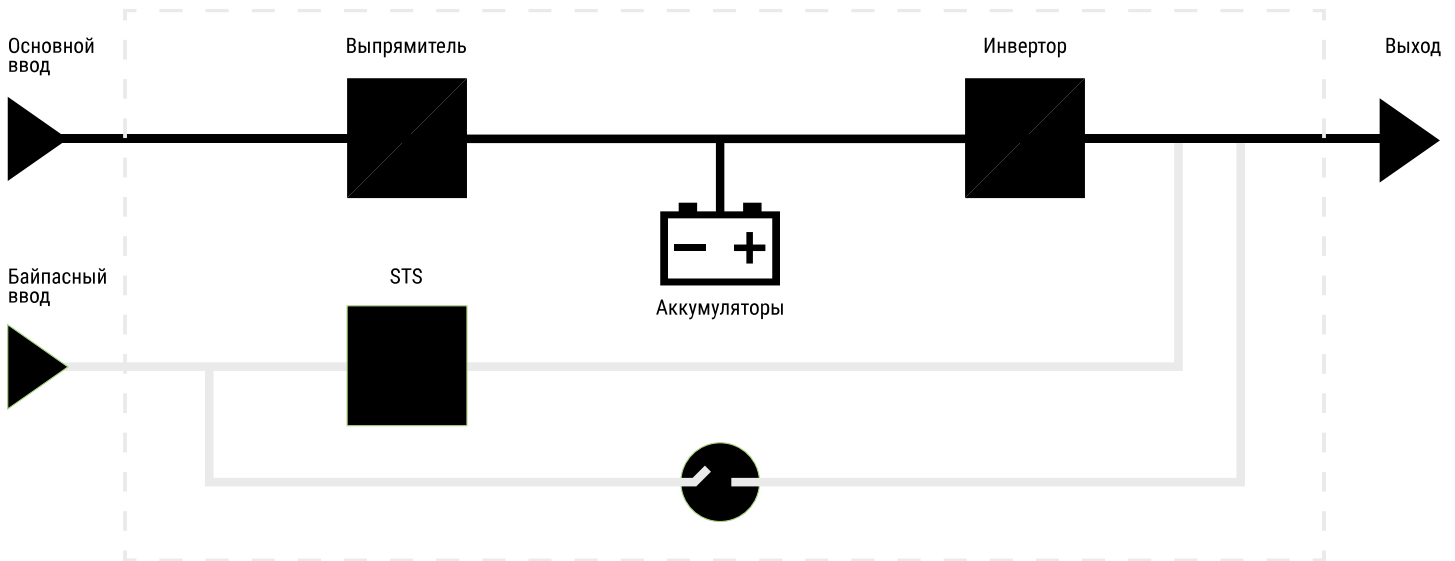 Основной
ввод
Выпрямитель
Инвертор
Выход
Байпасный
ввод
STS
Аккумуляторы